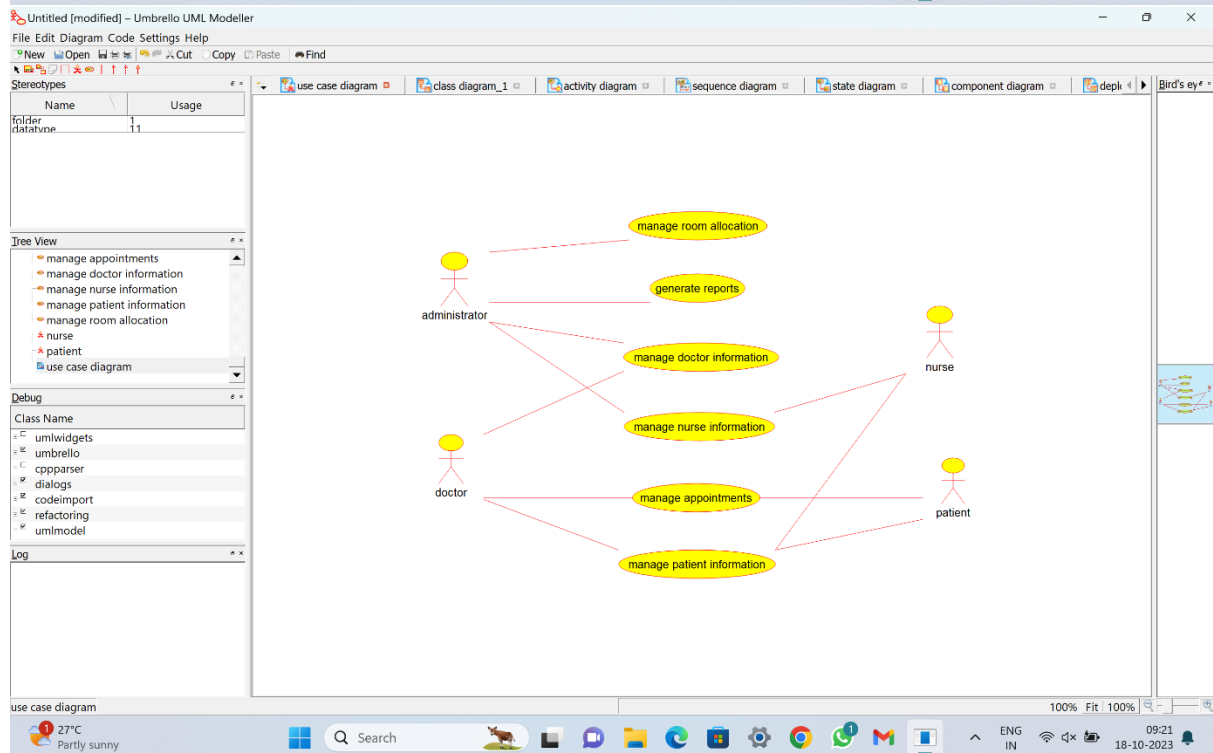 Untitled [modified] – Umbrello UML Modeller
File Edit Diagram Code Settings Help
New Open Cut Copy Paste Find
Stereotypes
Name Usage
folder 1
datatype 11
Tree View
manage appointments
manage doctor information
manage nurse information
manage patient information
manage room allocation
nurse
patient
use case diagram
Debug
Class Name
umlwidgets
umbrello
cppparser
dialogs
codeimport
refactoring
umlmodel
Log
use case diagram class diagram_1 activity diagram sequence diagram state diagram component diagram
Bird's ey
manage room allocation
generate reports
administrator
manage doctor information
nurse
manage nurse information
doctor
manage appointments
patient
manage patient information
use case diagram
100% Fit 100%
1
27°C
Partly sunny
Search
1
ENG
IN
09:21
18-10-2023